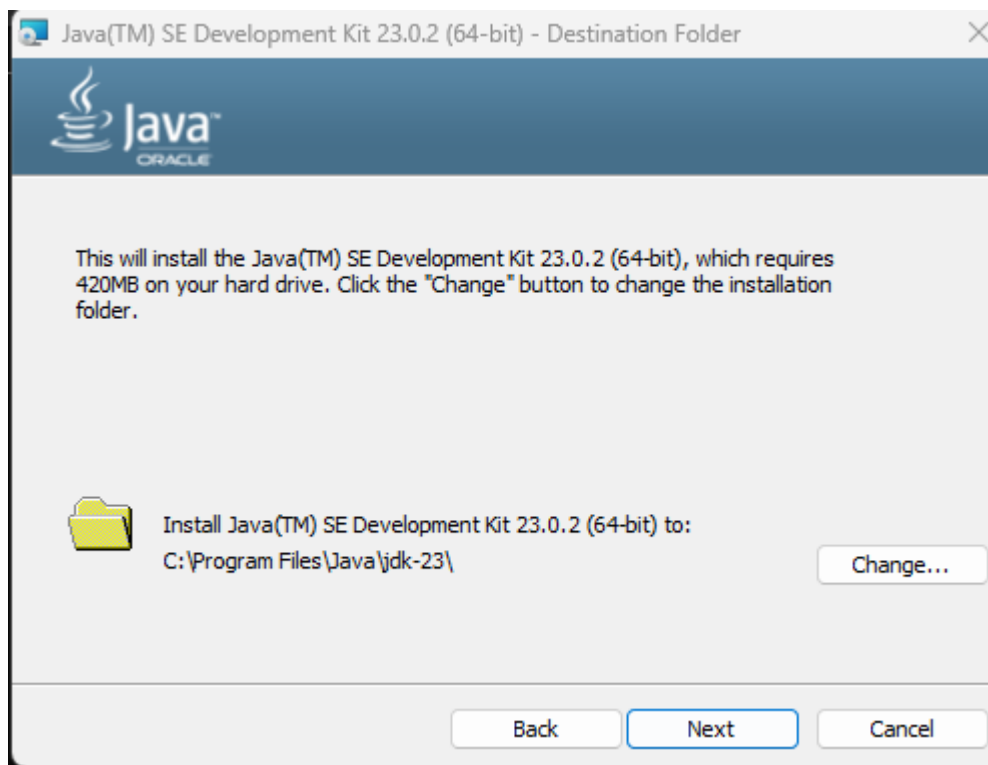 Java(TM) SE Development Kit 23.0.2 (64-bit) - Destination Folder
Java™
ORACLE
This will install the Java(TM) SE Development Kit 23.0.2 (64-bit), which requires
420MB on your hard drive. Click the "Change" button to change the installation
folder.
Install Java(TM) SE Development Kit 23.0.2 (64-bit) to:
C:\Program Files\Java\jdk-23\
Change...
Back
Next
Cancel